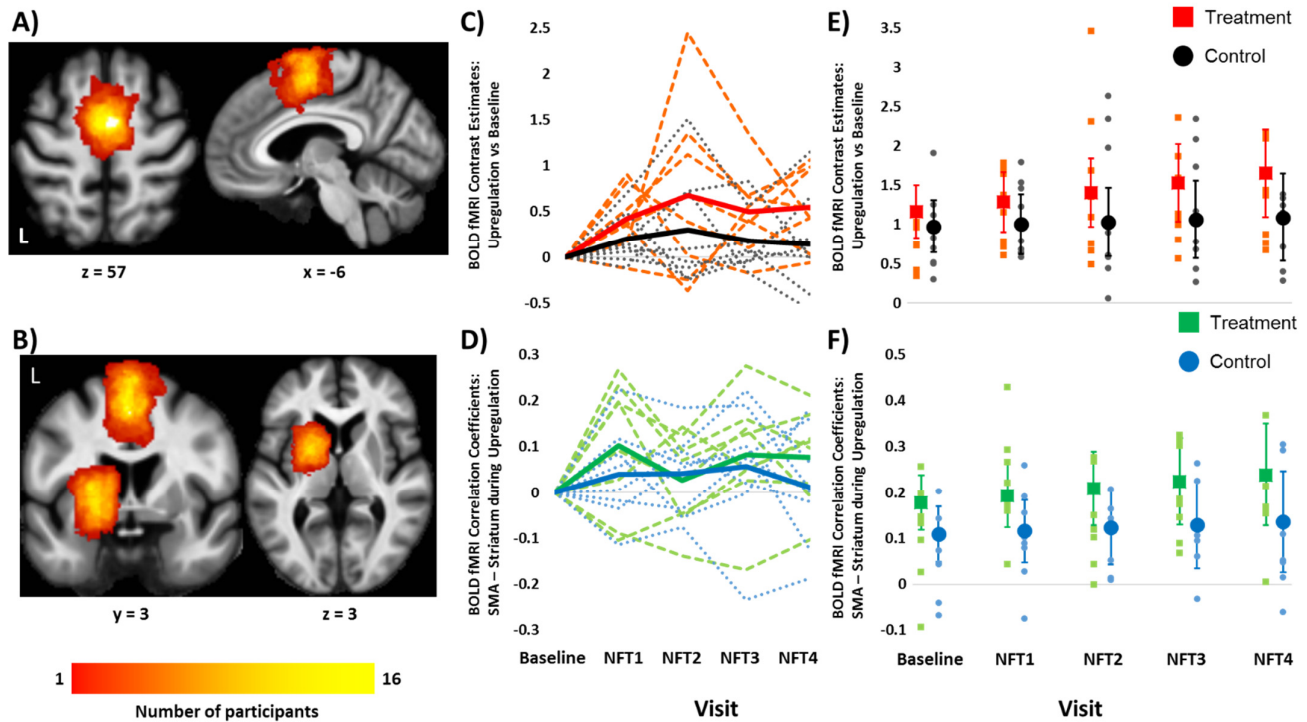 A)
L
z = 57
x = -6
B)
L
y = 3
z = 3
1
16
Number of participants
C)
BOLD fMRI Contrast Estimates:
Upregulation vs Baseline
2.5
2
1.5
1
0.5
0
-0.5
D)
BOLD fMRI Correlation Coefficients:
SMA – Striatum during Upregulation
0.3
0.2
0.1
0
-0.1
-0.2
-0.3
Baseline NFT1 NFT2 NFT3 NFT4
Visit
E)
Treatment
Control
BOLD fMRI Contrast Estimates:
Upregulation vs Baseline
3.5
3
2.5
2
1.5
1
0.5
0
F)
Treatment
Control
BOLD fMRI Correlation Coefficients:
SMA – Striatum during Upregulation
0.5
0.4
0.3
0.2
0.1
0
-0.1
Baseline NFT1 NFT2 NFT3 NFT4
Visit